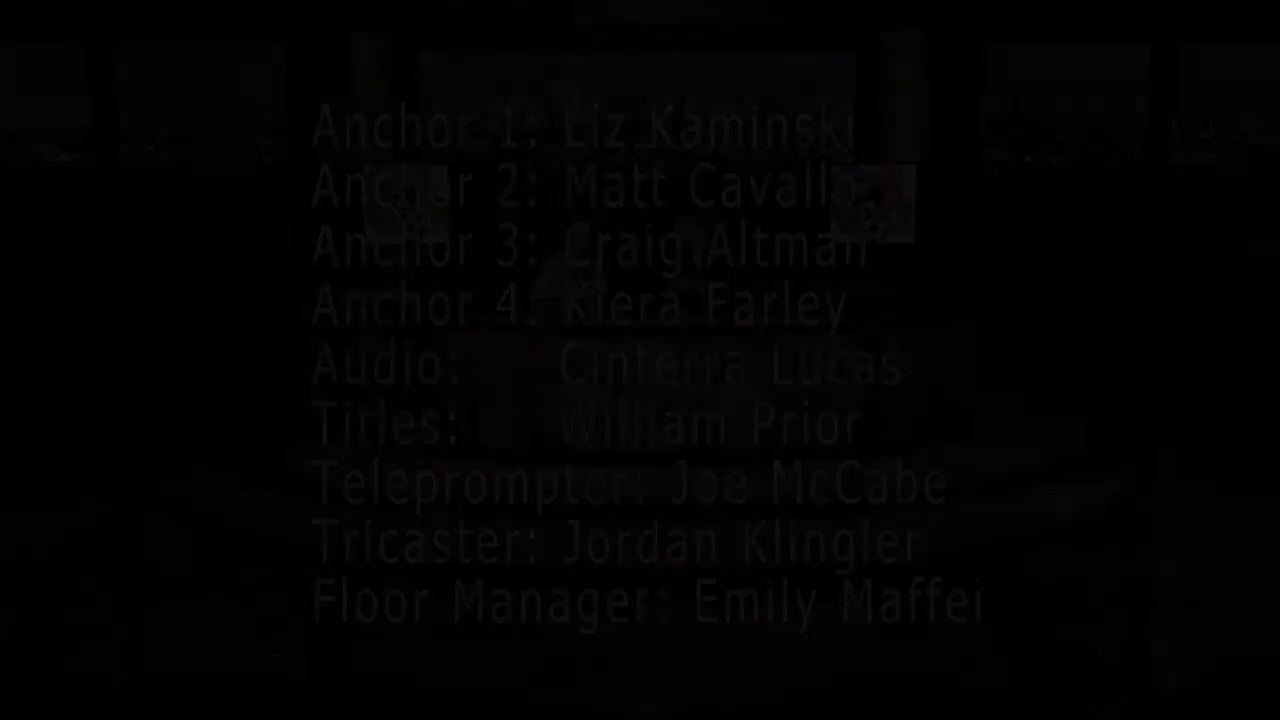 Anchor 1: Liz Kaminski
Anchor 2: Matt Cavallo
Anchor 3: Craig Altman
Anchor 4: Kiera Farley
Audio: Cinterra Lucas
Titles: William Prior
Teleprompter: Joe McCabe
Tricaster: Jordan Klingler
Floor Manager: Emily Maffei